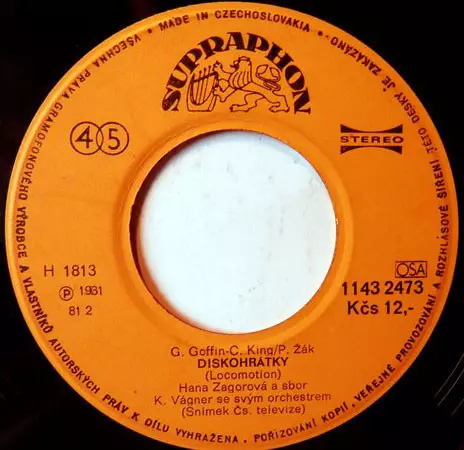 • MADE IN CZECHOSLOVAKIA •
VŠECHNA PRÁVA GRAMOFONOVÉHO VÝROBCE A VLASTNÍKŮ AUTORSKÝCH PRÁV K DÍLU VYHRAŽENA. POŘIZOVÁNÍ KOPIÍ, VEŘEJNÉ PROVOZOVÁNÍ A ROZHLASOVÉ ŠÍŘENÍ TÉTO DESKY JE ZAKÁZÁNO
SUPRAPHON
45
STEREO
H 1813
Ⓟ 1981
81 2
OSA
1143 2473
Kčs 12,-
G. Goffin-C. King/P. Žák
DISKOHRÁTKY
(Locomotion)
Hana Zagorová a sbor
K. Vágner se svým orchestrem
(Snímek Čs. televize)